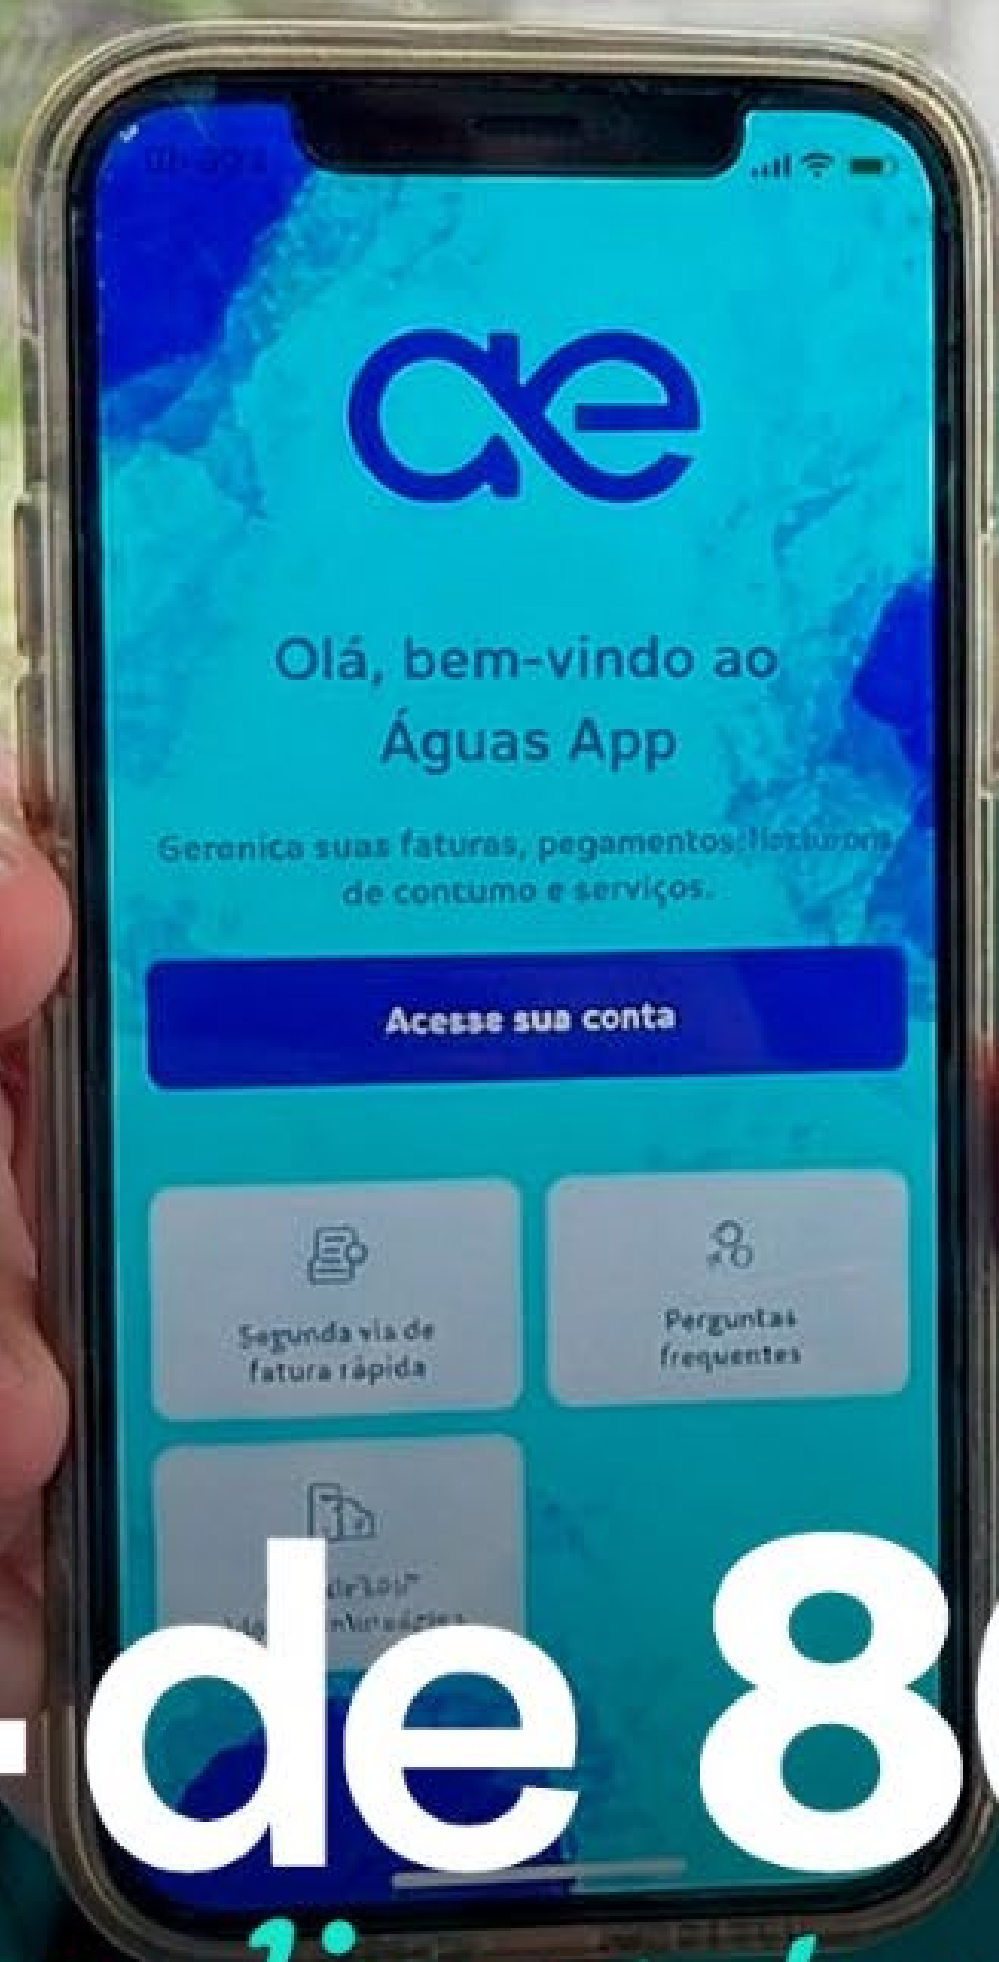 ae
Olá, bem-vindo ao
Águas App
Geronica suas faturas, pegamentos
de contumo e serviços.
Acesse sua conta
Segunda via de
fatura rápida
Perguntas
frequentes
de 8